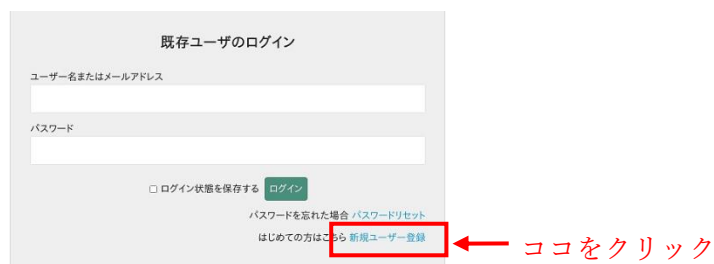 既存ユーザのログイン
ユーザー名またはメールアドレス
パスワード
ログイン状態を保存する ログイン
パスワードを忘れた場合 パスワードリセット
はじめての方はこちら 新規ユーザー登録
ココをクリック